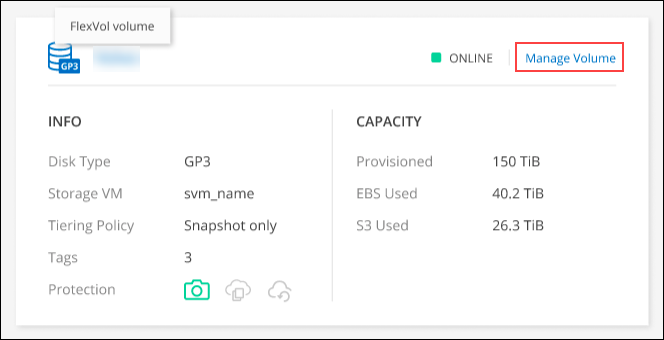 FlexVol volume
GP3
ONLINE Manage Volume
INFO
Disk Type GP3
Storage VM svm_name
Tiering Policy Snapshot only
Tags 3
Protection
CAPACITY
Provisioned 150 TiB
EBS Used 40.2 TiB
S3 Used 26.3 TiB